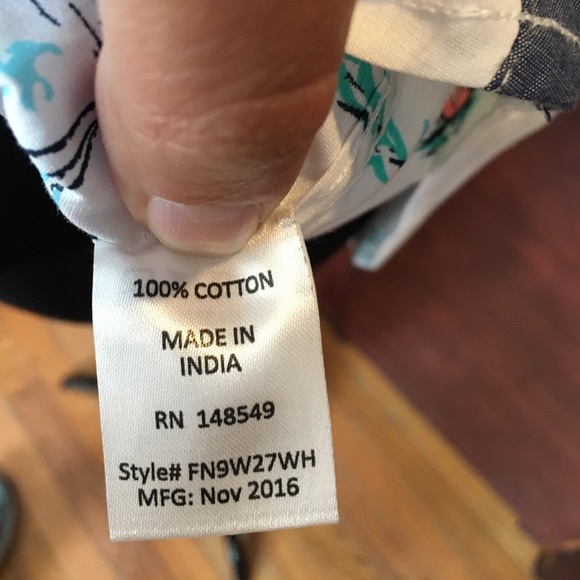 100% COTTON
MADE IN
INDIA
RN 148549
Style# FN9W27WH
MFG: Nov 2016